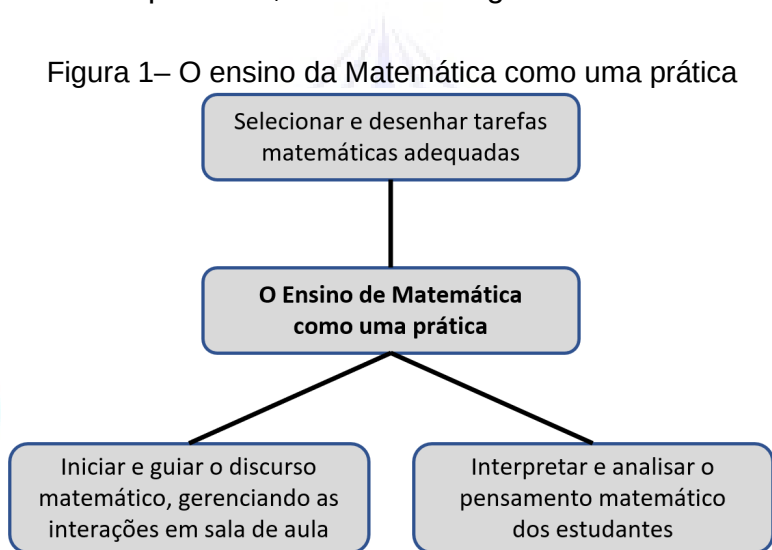 Figura 1– O ensino da Matemática como uma prática
Selecionar e desenhar tarefas
matemáticas adequadas
O Ensino de Matemática
como uma prática
Iniciar e guiar o discurso
matemático, gerenciando as
interações em sala de aula
Interpretar e analisar o
pensamento matemático
dos estudantes